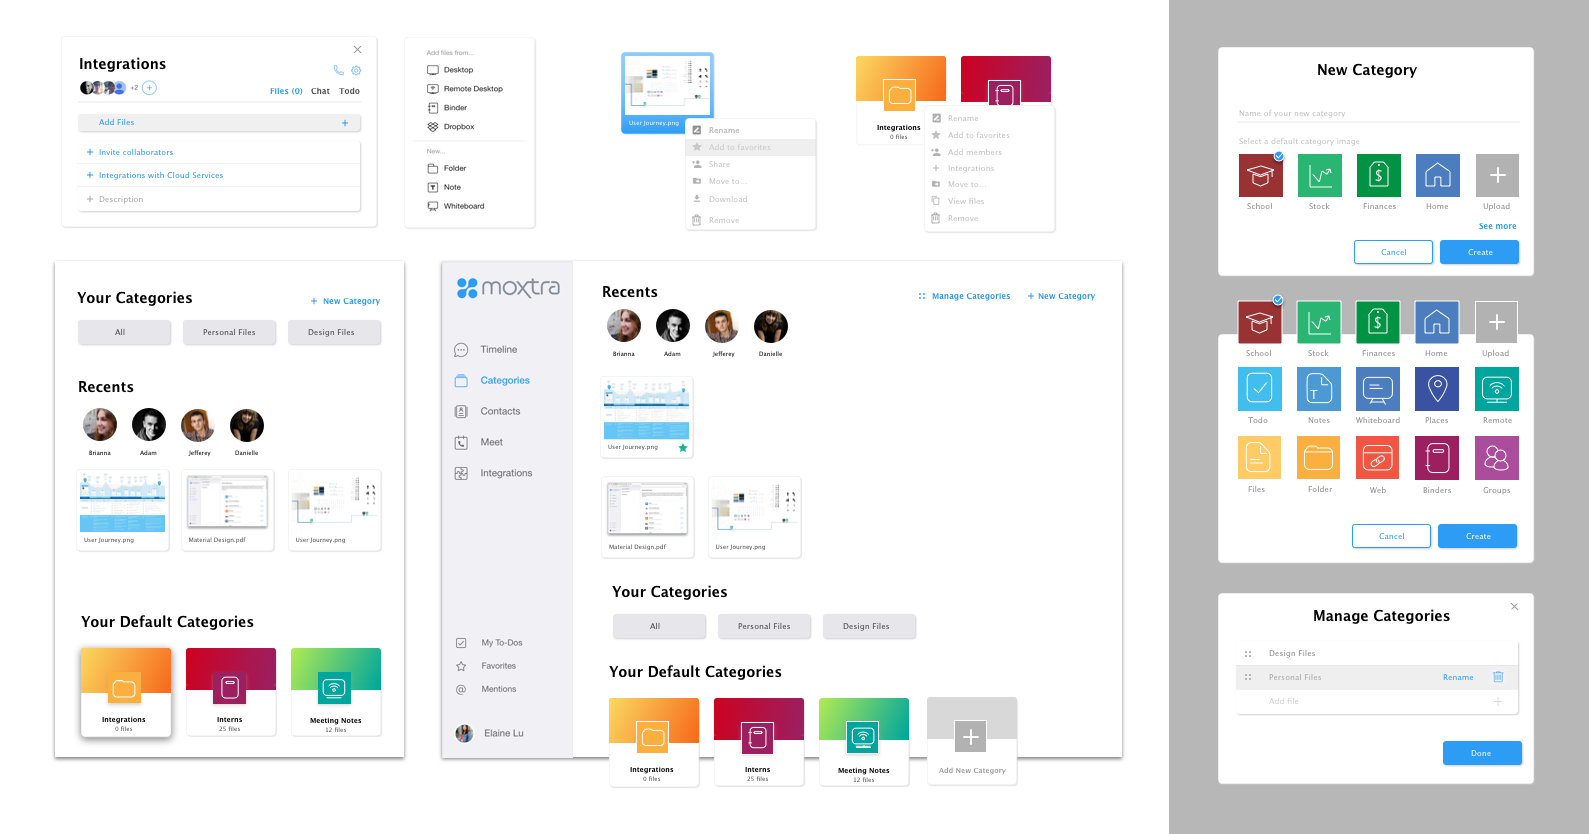 Integrations
+2
Files (0) Chat Todo
Add Files
Invite collaborators
Integrations with Cloud Services
Description
Add files from...
Desktop
Remote Desktop
Binder
Dropbox
New...
Folder
Note
Whiteboard
User Journey.png
Rename
Add to favorites
Share
Move to...
Download
Remove
Integrations
0 files
Rename
Add to favorites
Add members
Integrations
Move to...
View files
Remove
New Category
Name of your new category
Select a default category image
School Stock Finances Home Upload
See more
Cancel Create
Your Categories
New Category
All Personal Files Design Files
Recents
Brianna Adam Jefferey Danielle
User Journey.png Material Design.pdf User Journey.png
Your Default Categories
Integrations Interns Meeting Notes
0 files 25 files 12 files
moxtra
Timeline
Categories
Contacts
Meet
Integrations
My To-Dos
Favorites
Mentions
Elaine Lu
Recents
Manage Categories New Category
Brianna Adam Jefferey Danielle
User Journey.png
Material Design.pdf User Journey.png
Your Categories
All Personal Files Design Files
Your Default Categories
Integrations Interns Meeting Notes Add New Category
0 files 25 files 12 files
School Stock Finances Home Upload
Todo Notes Whiteboard Places Remote
Files Folder Web Binders Groups
Cancel Create
Manage Categories
Design Files
Personal Files Rename
Add file
Done